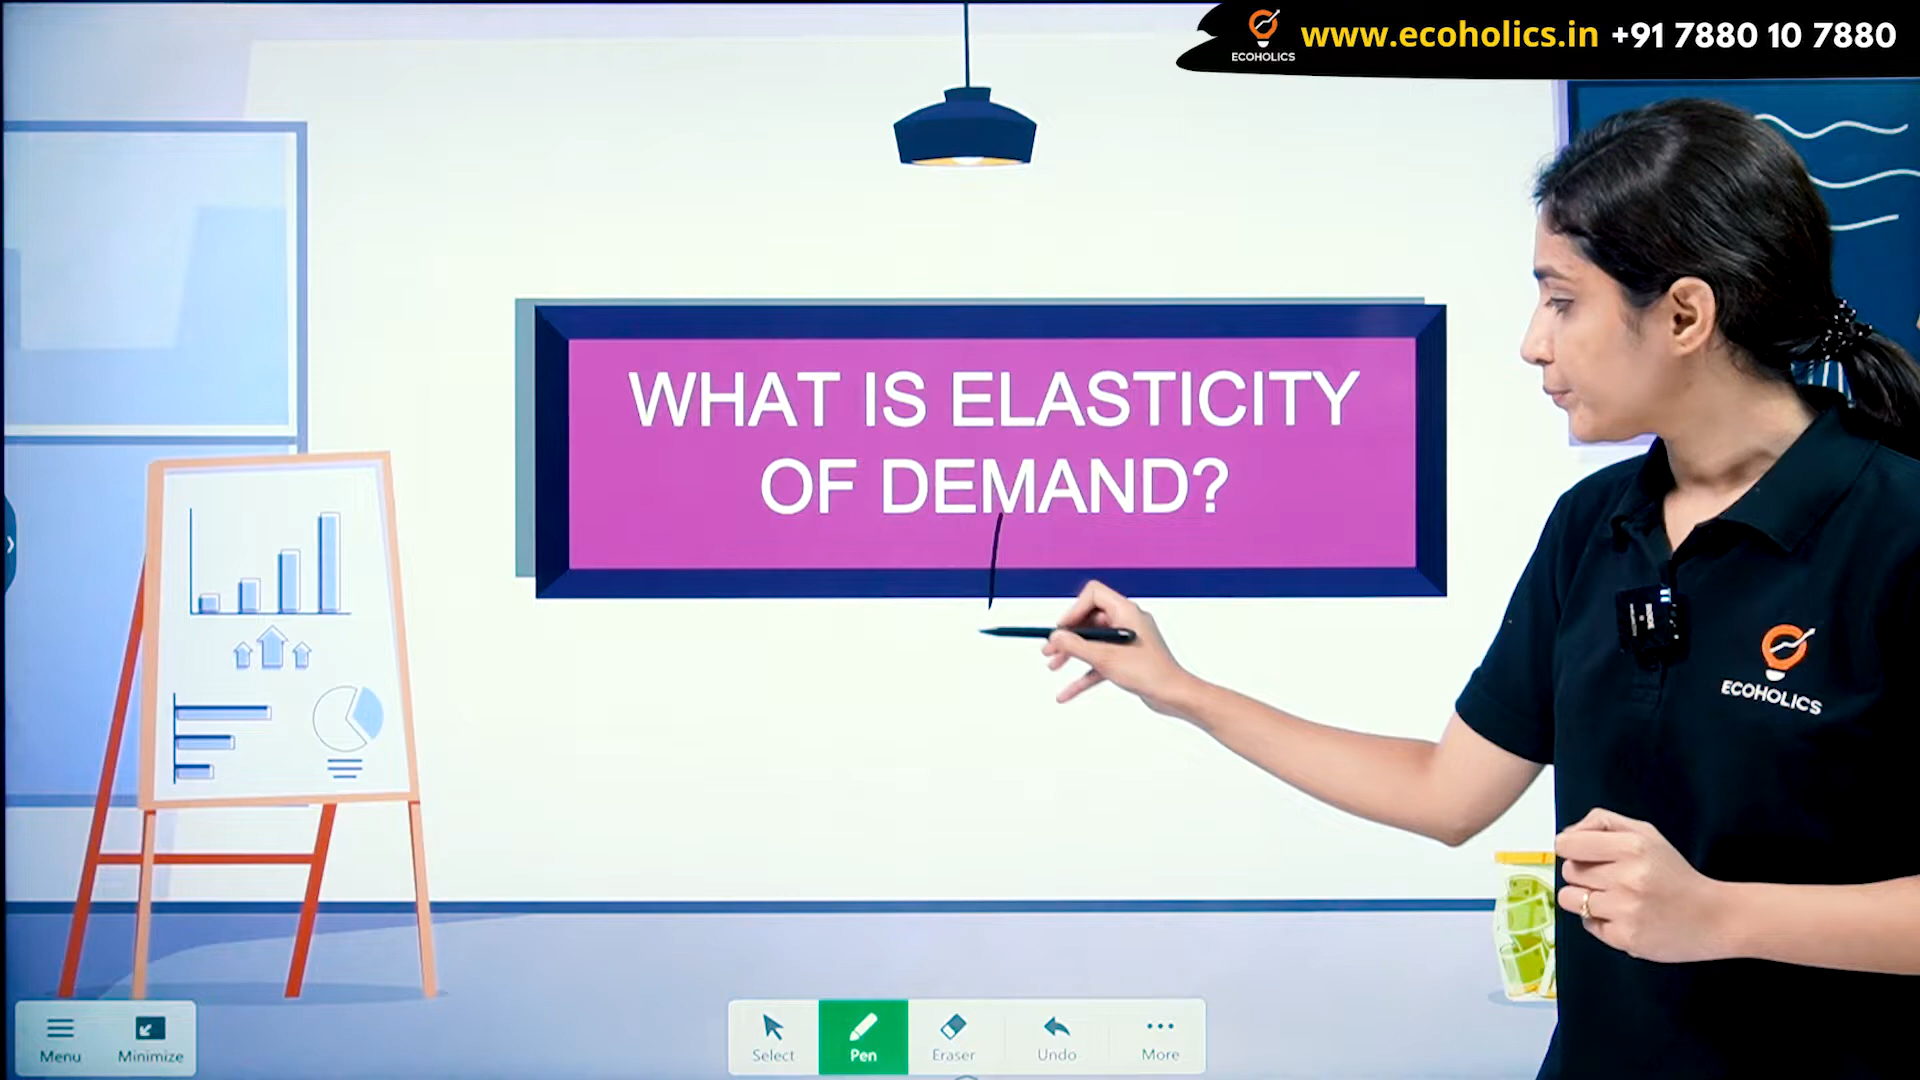 ECOHOLICS
www.ecoholics.in +91 7880 10 7880
WHAT IS ELASTICITY
OF DEMAND?
ECOHOLICS
Menu
Minimize
Select
Pen
Eraser
Undo
More